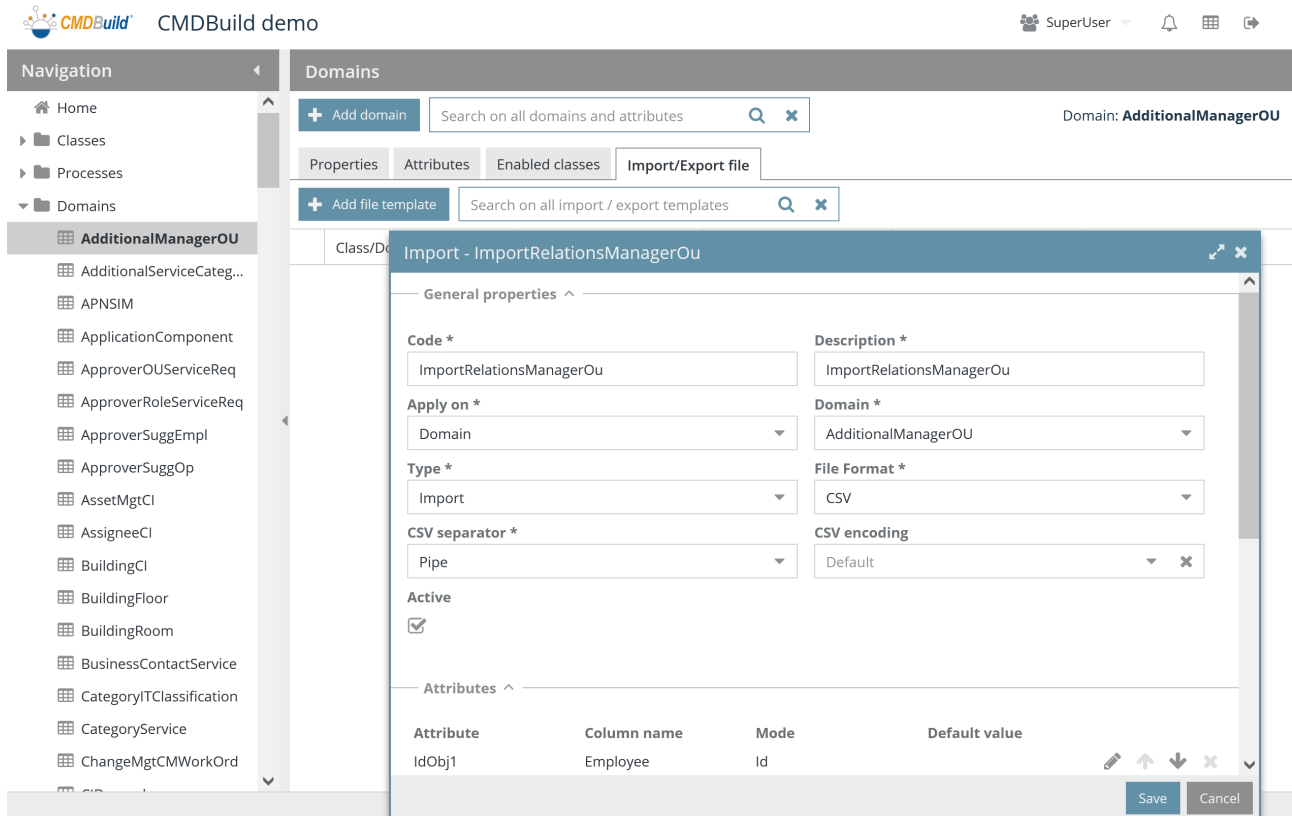 CMDBuild CMDBuild demo SuperUser
Navigation
Home
Classes
Processes
Domains
AdditionalManagerOU
AdditionalServiceCateg...
APNSIM
ApplicationComponent
ApproverOUServiceReq
ApproverRoleServiceReq
ApproverSuggEmpl
ApproverSuggOp
AssetMgtCI
AssigneeCI
BuildingCI
BuildingFloor
BuildingRoom
BusinessContactService
CategoryITClassification
CategoryService
ChangeMgtCMWorkOrd
Domains
Add domain Search on all domains and attributes Domain: AdditionalManagerOU
Properties Attributes Enabled classes Import/Export file
Add file template Search on all import / export templates
Class/Do
Import - ImportRelationsManagerOu
General properties
Code * Description *
ImportRelationsManagerOu ImportRelationsManagerOu
Apply on * Domain *
Domain AdditionalManagerOU
Type * File Format *
Import CSV
CSV separator * CSV encoding
Pipe Default
Active
Attributes
Attribute Column name Mode Default value
IdObj1 Employee Id
Save Cancel